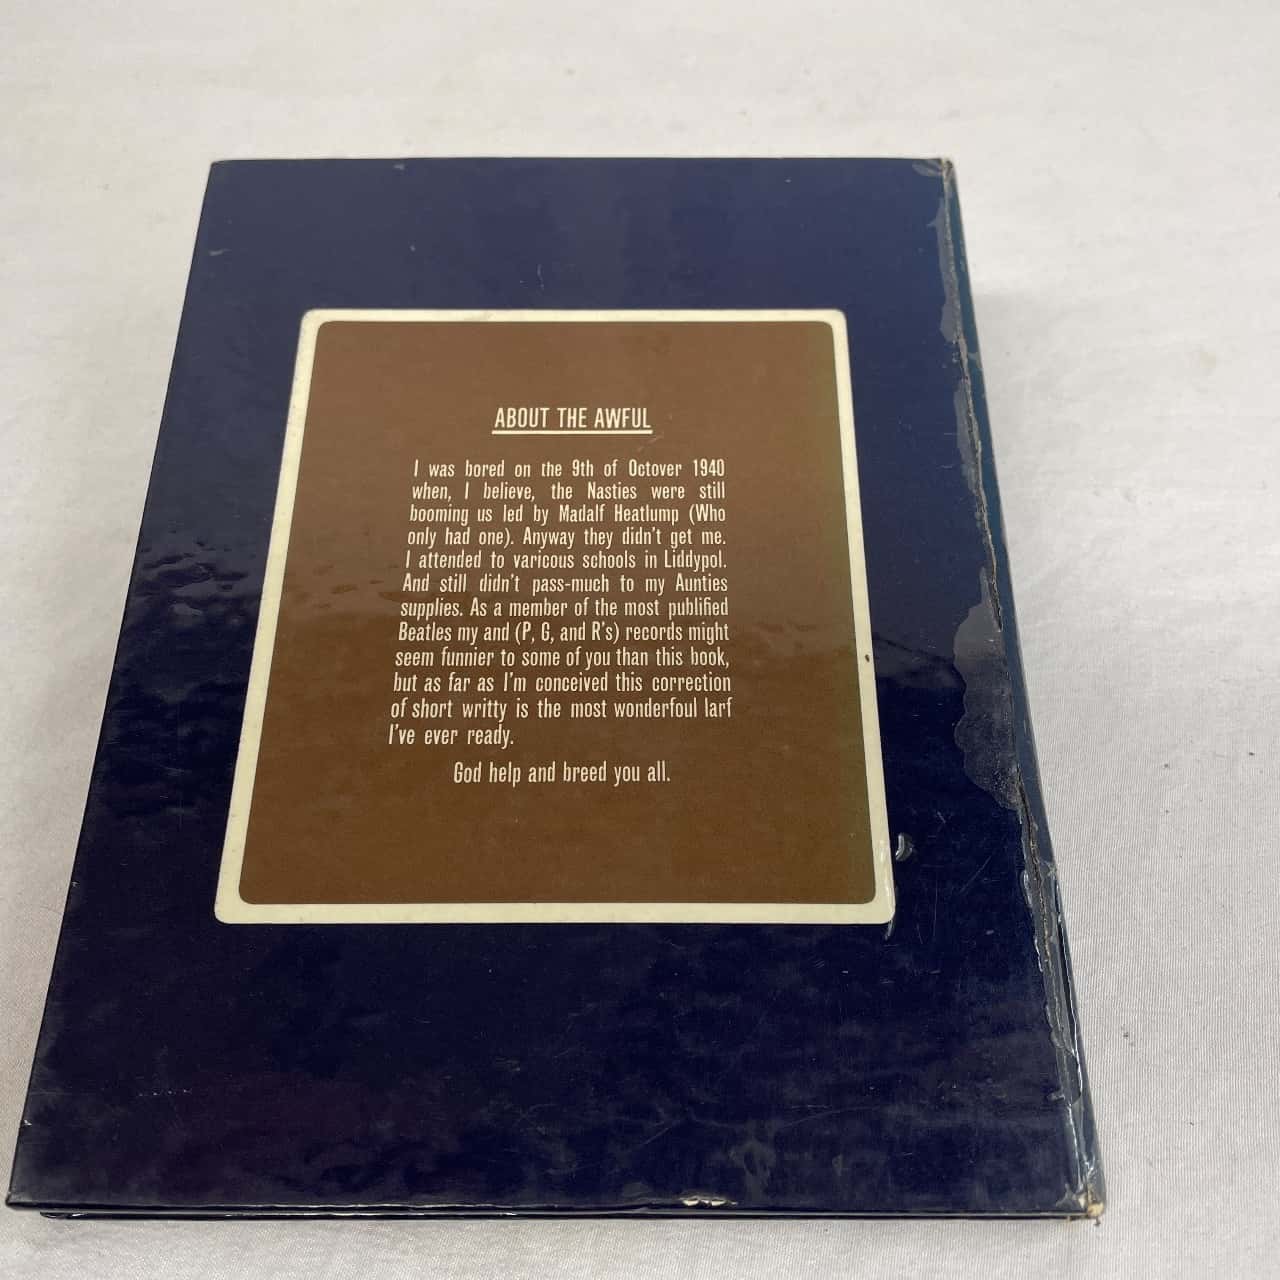 ABOUT THE AWFUL
I was bored on the 9th of Octover 1940
when, I believe, the Nasties were still
booming us led by Madalf Heatlump (Who
only had one). Anyway they didn't get me.
I attended to varicous schools in Liddypol.
And still didn't pass-much to my Aunties
supplies. As a member of the most publified
Beatles my and (P, G, and R's) records might
seem funnier to some of you than this book,
but as far as I'm conceived this correction
of short writty is the most wonderfoul larf
I've ever ready.
God help and breed you all.